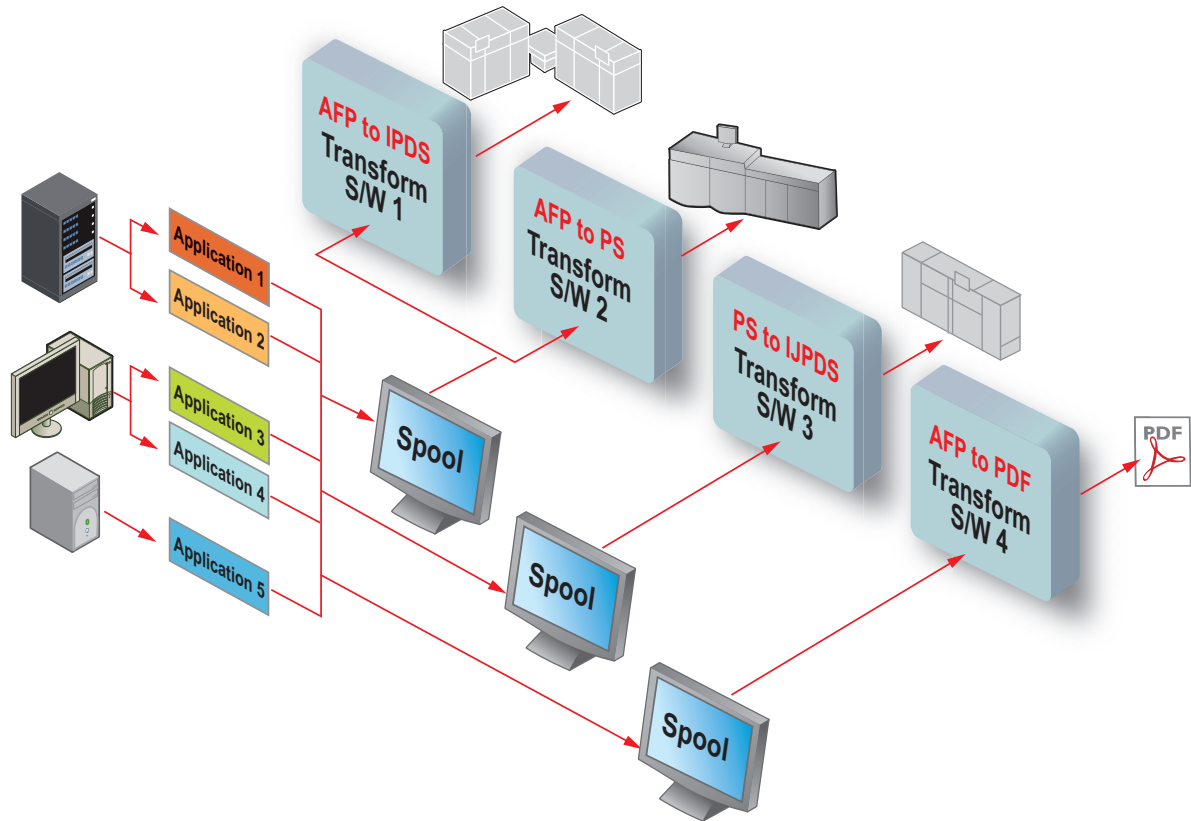 AFP to IPDS
Transform
S/W 1
AFP to PS
Transform
S/W 2
PS to IJPDS
Transform
S/W 3
AFP to PDF
Transform
S/W 4
Application 1
Application 2
Application 3
Application 4
Application 5
Spool
Spool
Spool
PDF